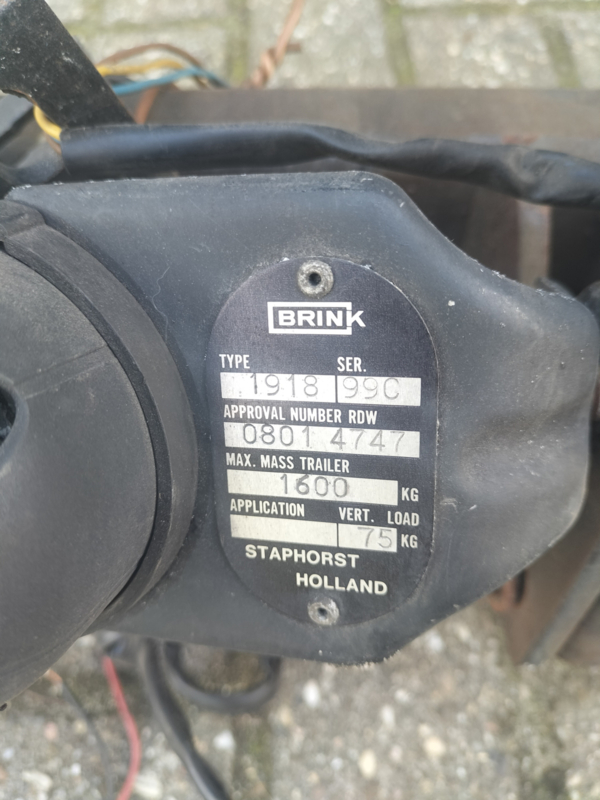 BRINK
TYPE SER.
1918 99C
APPROVAL NUMBER RDW
0801 4747
MAX. MASS TRAILER
1600 KG
APPLICATION VERT. LOAD
75 KG
STAPHORST
HOLLAND